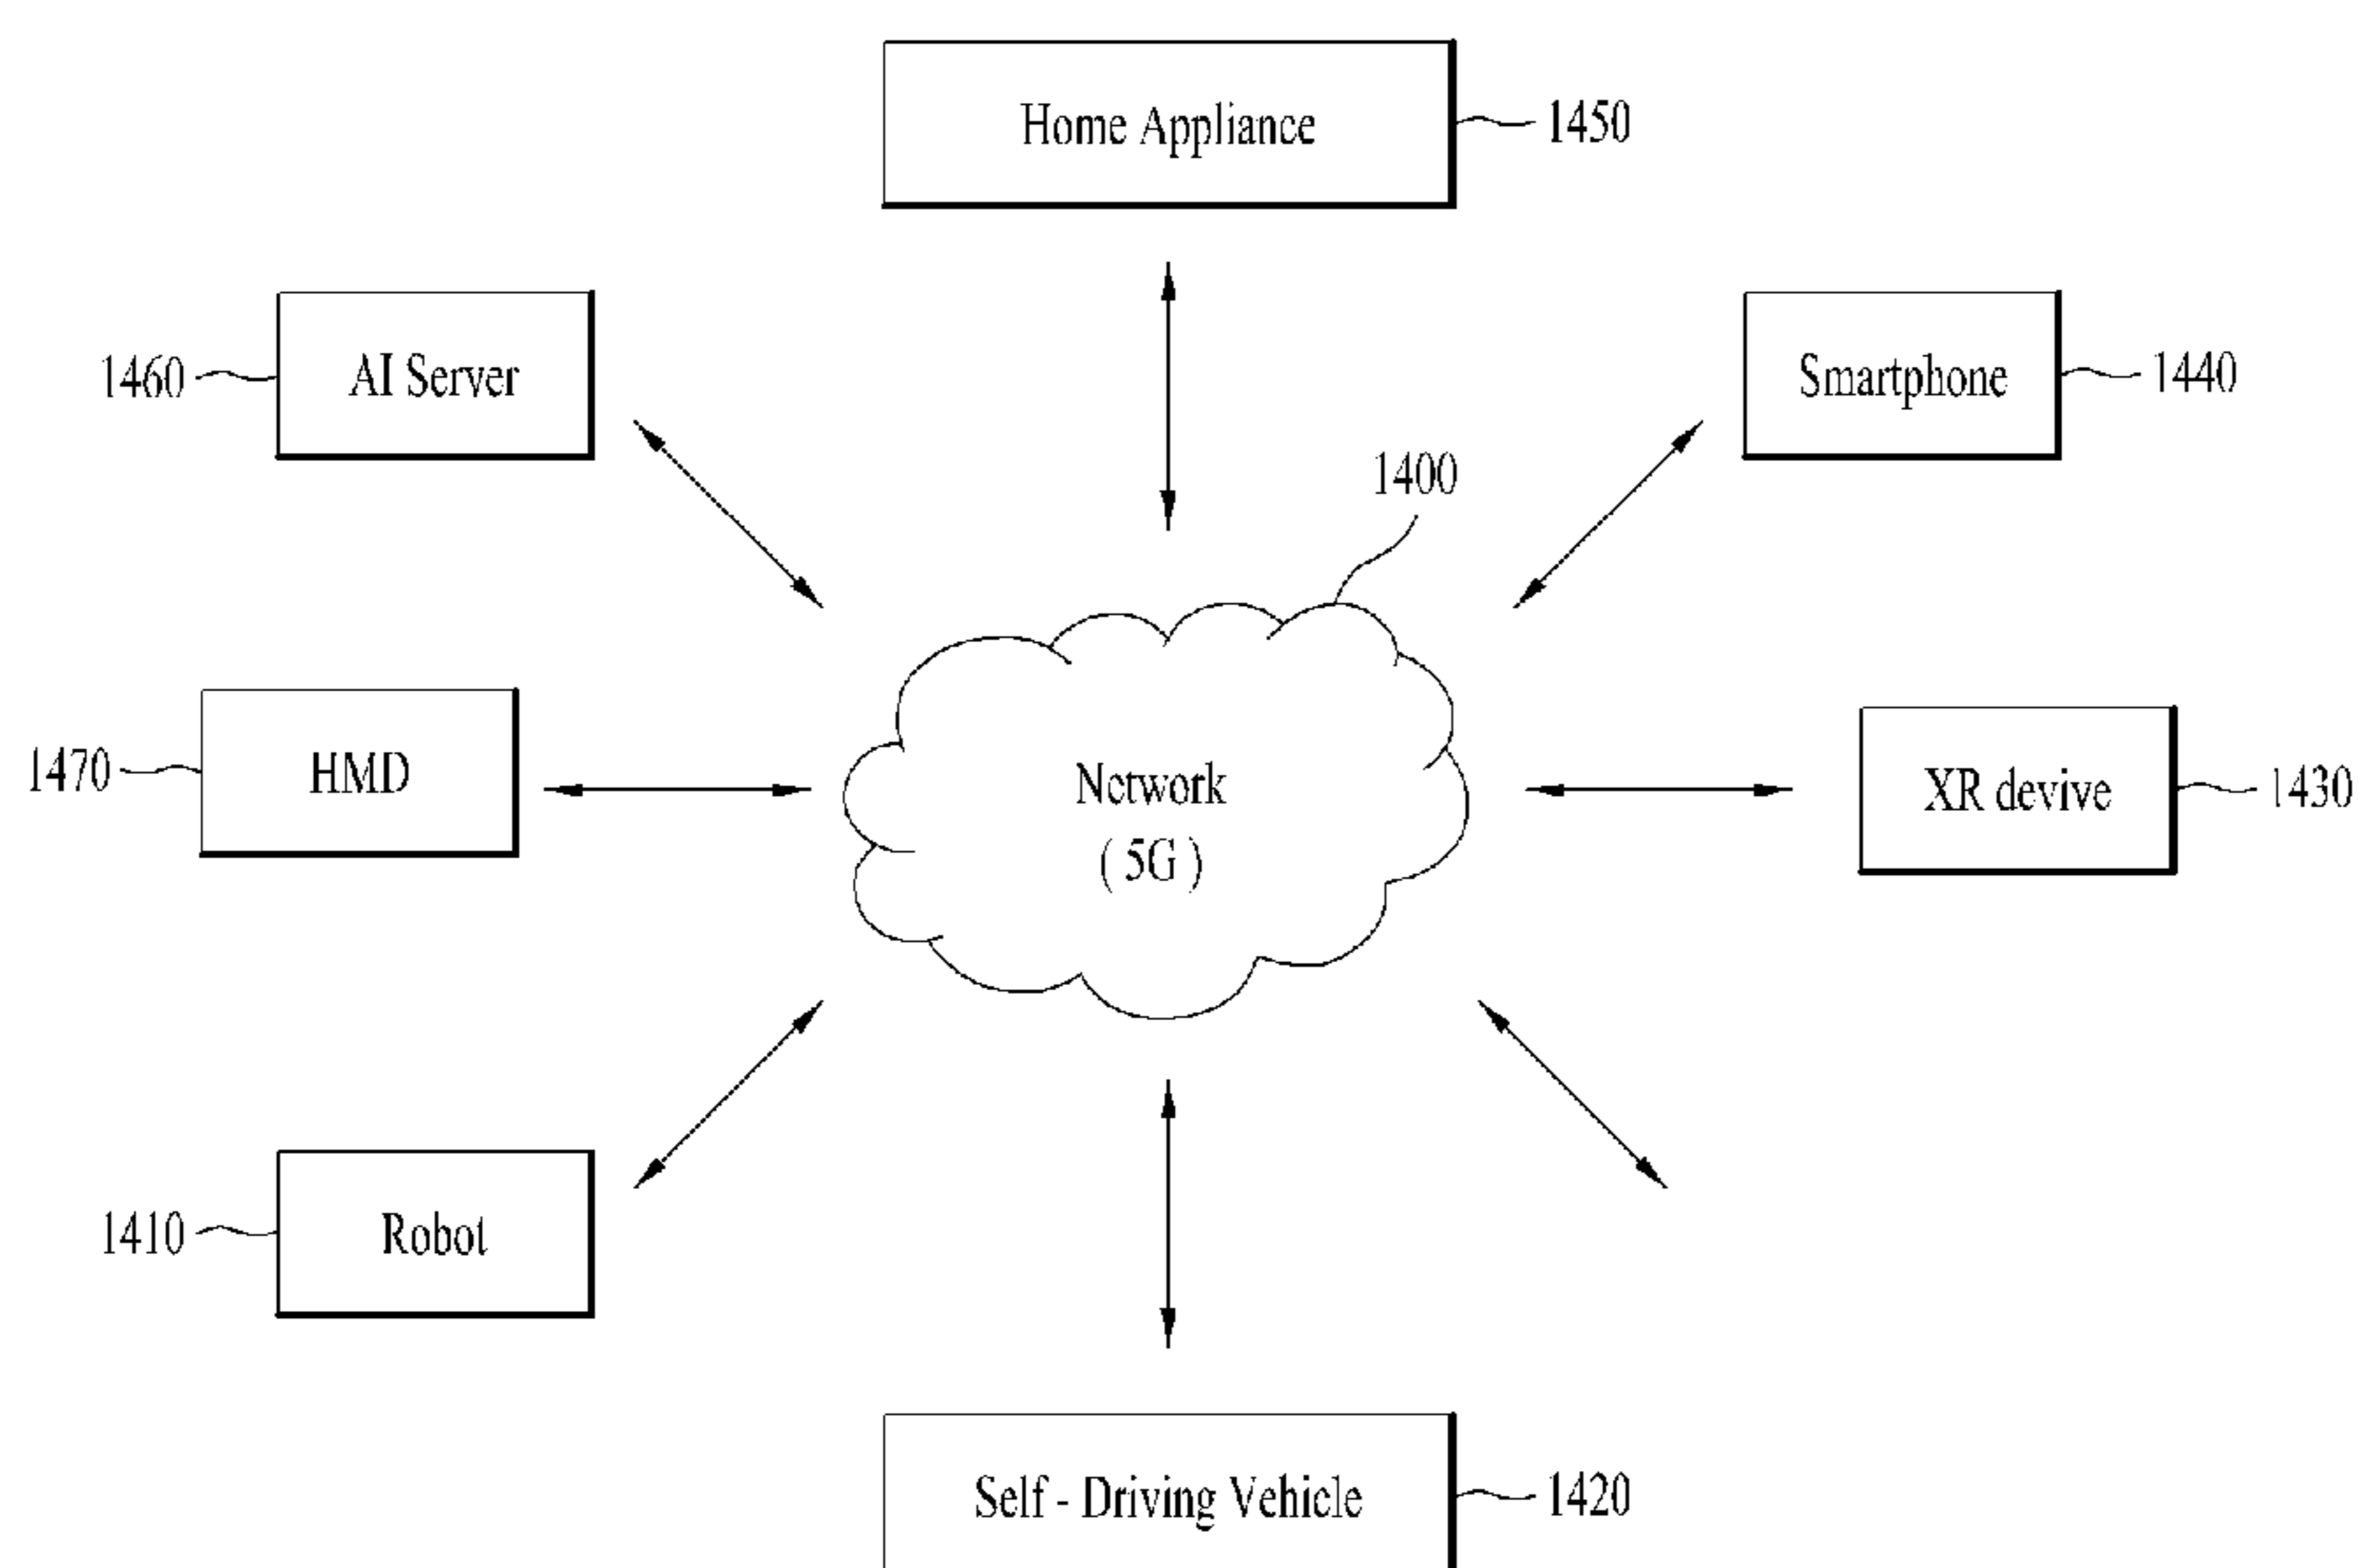 Home Appliance
1450
1460
AI Server
Smartphone
1440
1400
1470
HMD
Network
( 5G )
XR devive
1430
1410
Robot
Self - Driving Vehicle
1420